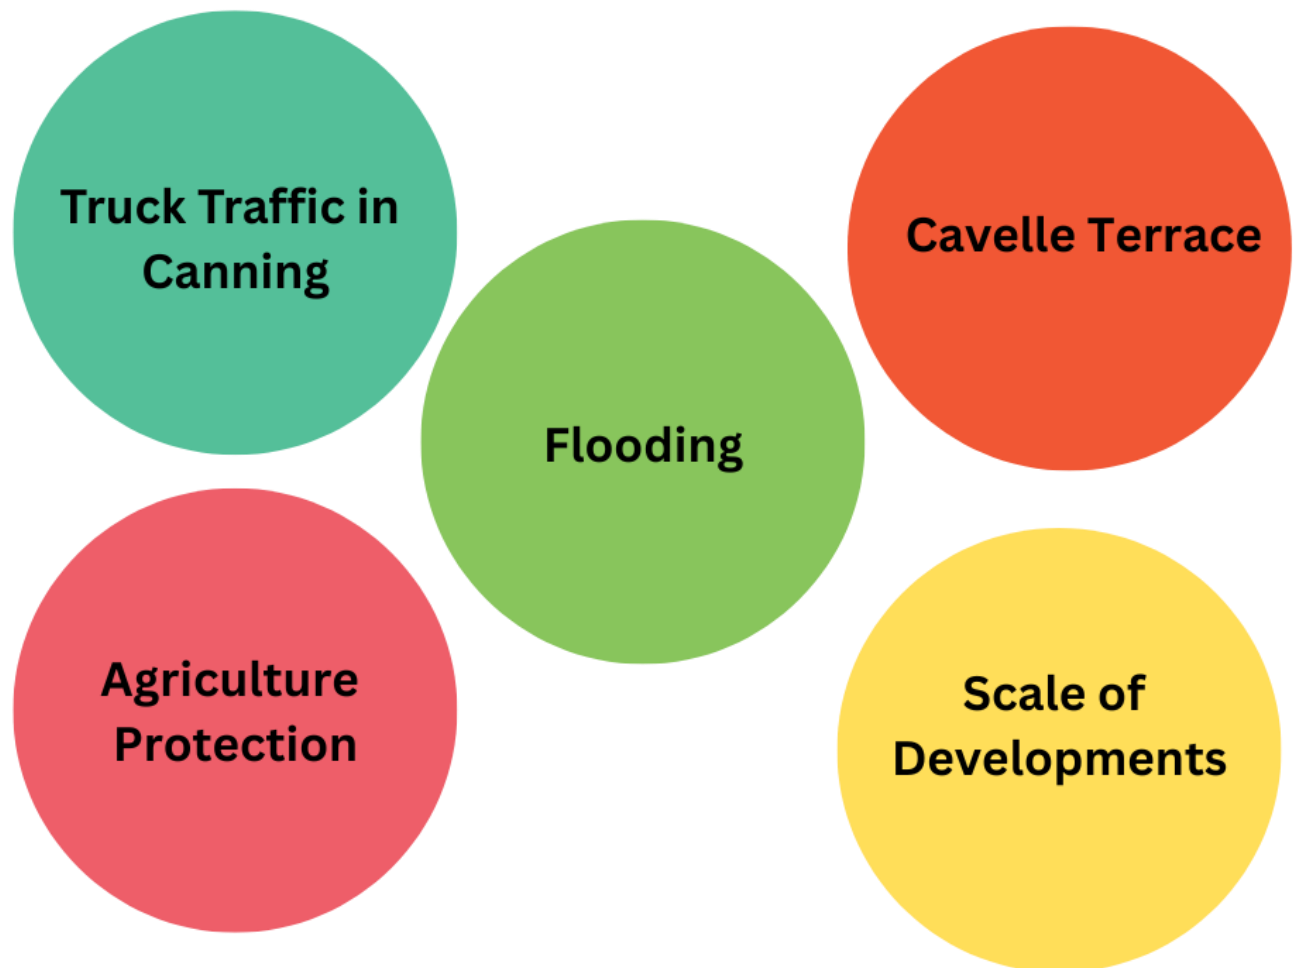 Truck Traffic in
Canning
Cavelle Terrace
Flooding
Agriculture
Protection
Scale of
Developments